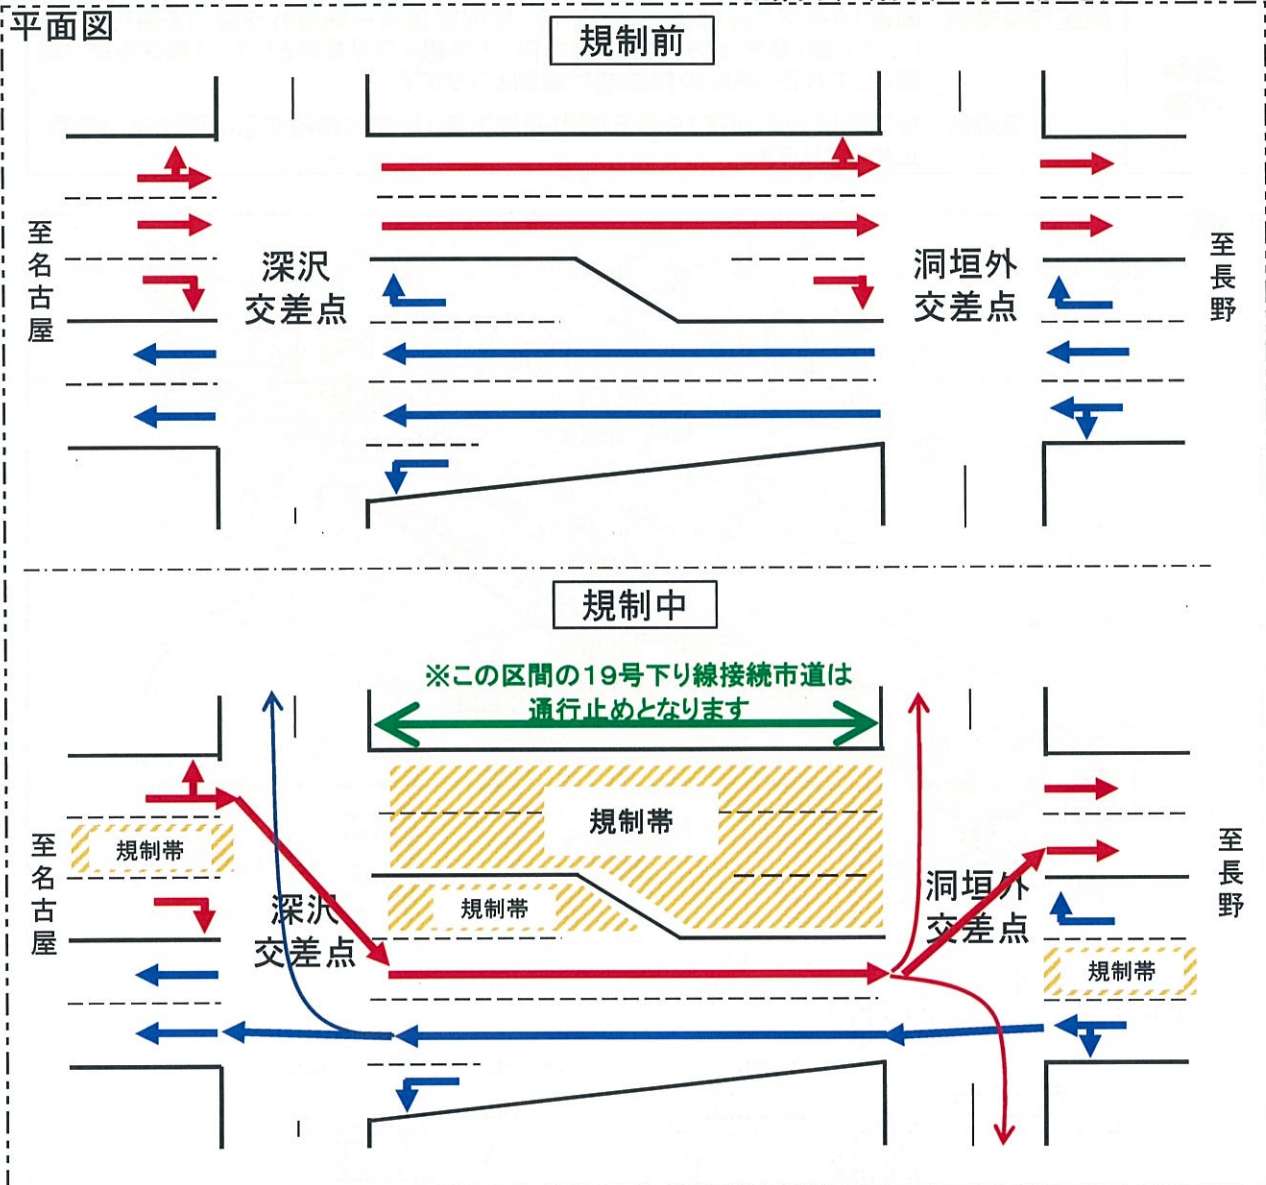 平面図
規制前
至名古屋
深沢
交差点
洞垣外
交差点
至長野
規制中
※この区間の19号下り線接続市道は
通行止めとなります
規制帯
至名古屋
規制帯
深沢
交差点
規制帯
洞垣外
交差点
規制帯
至長野